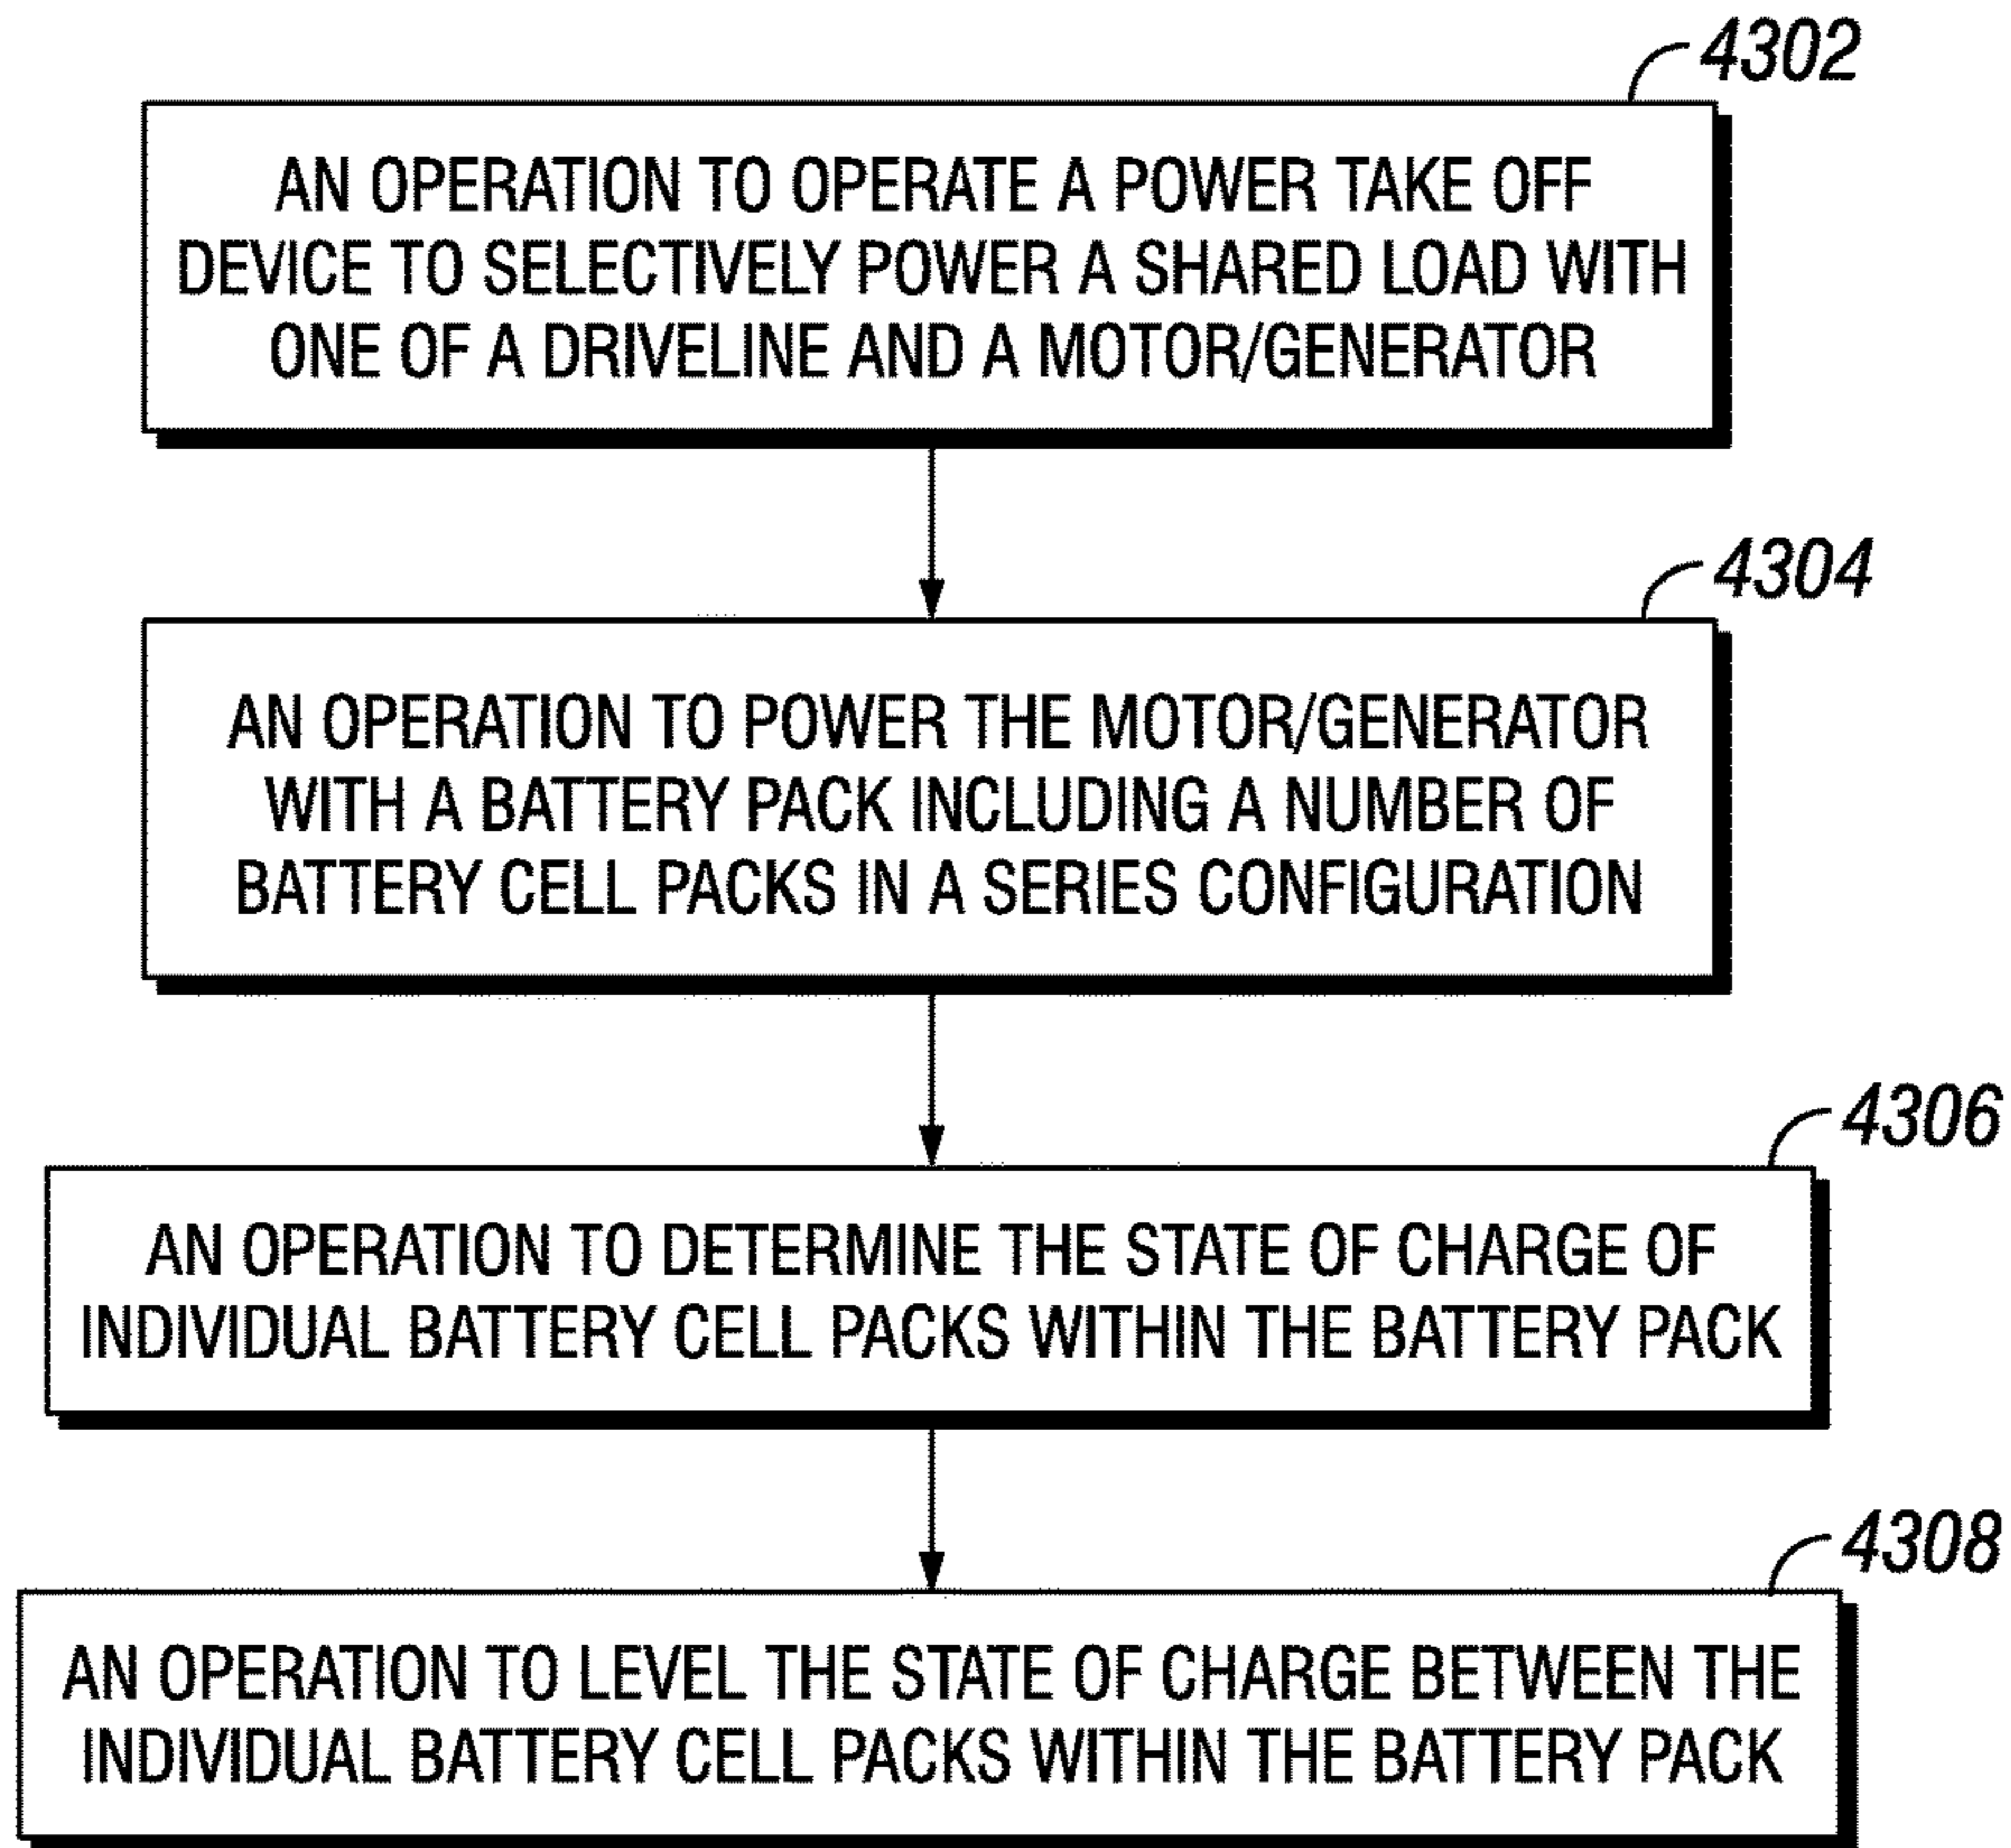 4302
AN OPERATION TO OPERATE A POWER TAKE OFF
DEVICE TO SELECTIVELY POWER A SHARED LOAD WITH
ONE OF A DRIVELINE AND A MOTOR/GENERATOR
4304
AN OPERATION TO POWER THE MOTOR/GENERATOR
WITH A BATTERY PACK INCLUDING A NUMBER OF
BATTERY CELL PACKS IN A SERIES CONFIGURATION
4306
AN OPERATION TO DETERMINE THE STATE OF CHARGE OF
INDIVIDUAL BATTERY CELL PACKS WITHIN THE BATTERY PACK
4308
AN OPERATION TO LEVEL THE STATE OF CHARGE BETWEEN THE
INDIVIDUAL BATTERY CELL PACKS WITHIN THE BATTERY PACK